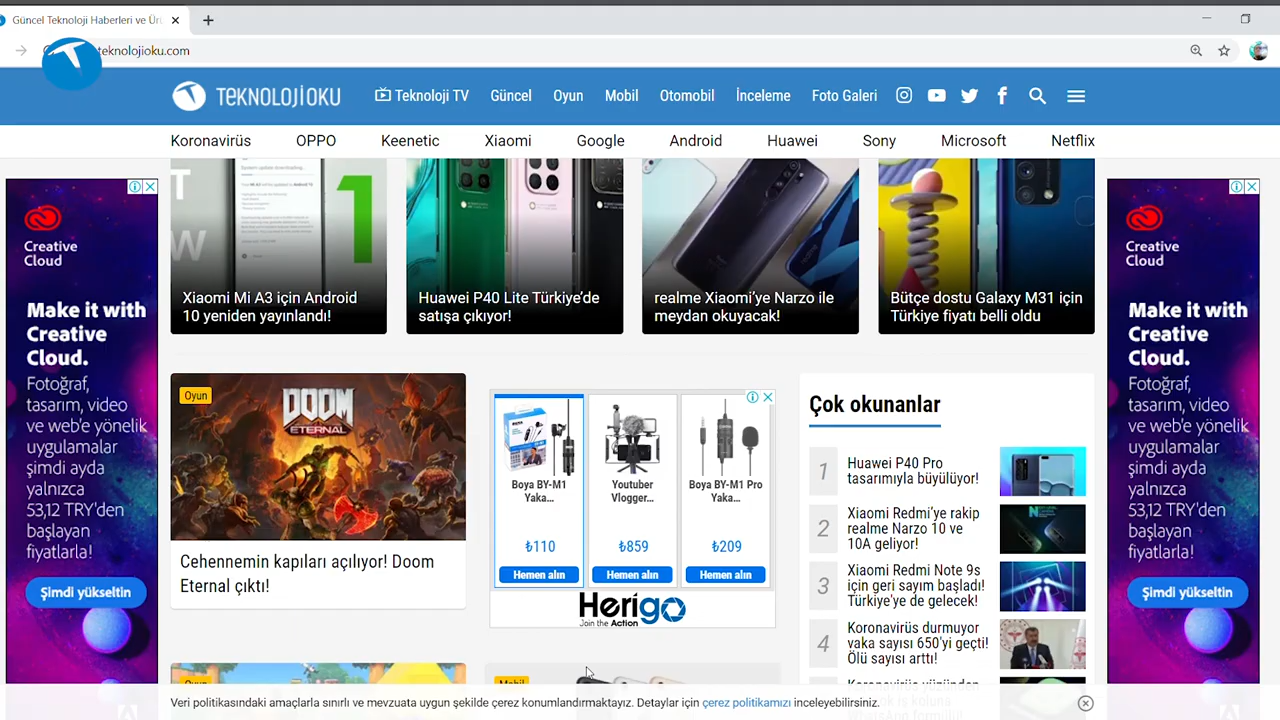 Güncel Teknoloji Haberleri ve Ürü
teknolojioku.com
TEKNOLOJİOKU
Teknoloji TV
Güncel
Oyun
Mobil
Otomobil
İnceleme
Foto Galeri
Koronavirüs
OPPO
Keenetic
Xiaomi
Google
Android
Huawei
Sony
Microsoft
Netflix
Creative
Cloud
Make it with
Creative
Cloud.
Fotoğraf,
tasarım, video
ve web'e yönelik
uygulamalar
şimdi ayda
yalnızca
53,12 TRY'den
başlayan
fiyatlarla!
Şimdi yükseltin
Xiaomi Mi A3 için Android
10 yeniden yayınlandı!
Huawei P40 Lite Türkiye'de
satışa çıkıyor!
realme Xiaomi'ye Narzo ile
meydan okuyacak!
Bütçe dostu Galaxy M31 için
Türkiye fiyatı belli oldu
Oyun
DOOM
ETERNAL
Cehennemin kapıları açılıyor! Doom
Eternal çıktı!
Boya BY-M1
Yaka...
₺110
Hemen alın
Youtuber
Vlogger...
₺859
Hemen alın
Boya BY-M1 Pro
Yaka...
₺209
Hemen alın
Herigo
Join the Action
Çok okunanlar
1
Huawei P40 Pro
tasarımıyla büyülüyor!
2
Xiaomi Redmi'ye rakip
realme Narzo 10 ve
10A geliyor!
3
Xiaomi Redmi Note 9s
için geri sayım başladı!
Türkiye'de de gelecek!
4
Koronavirüs durmuyor
vaka sayısı 650'yi geçti!
Ölü sayısı arttı!
Koronavirüs yüzünden
Creative
Cloud
Make it with
Creative
Cloud.
Fotoğraf,
tasarım, video
ve web'e yönelik
uygulamalar
şimdi ayda
yalnızca
53,12 TRY'den
başlayan
fiyatlarla!
Şimdi yükseltin
Oyun
Mobil
Veri politikasındaki amaçlarla sınırlı ve mevzuata uygun şekilde çerez konumlandırmaktayız. Detaylar için çerez politikamızı inceleyebilirsiniz.